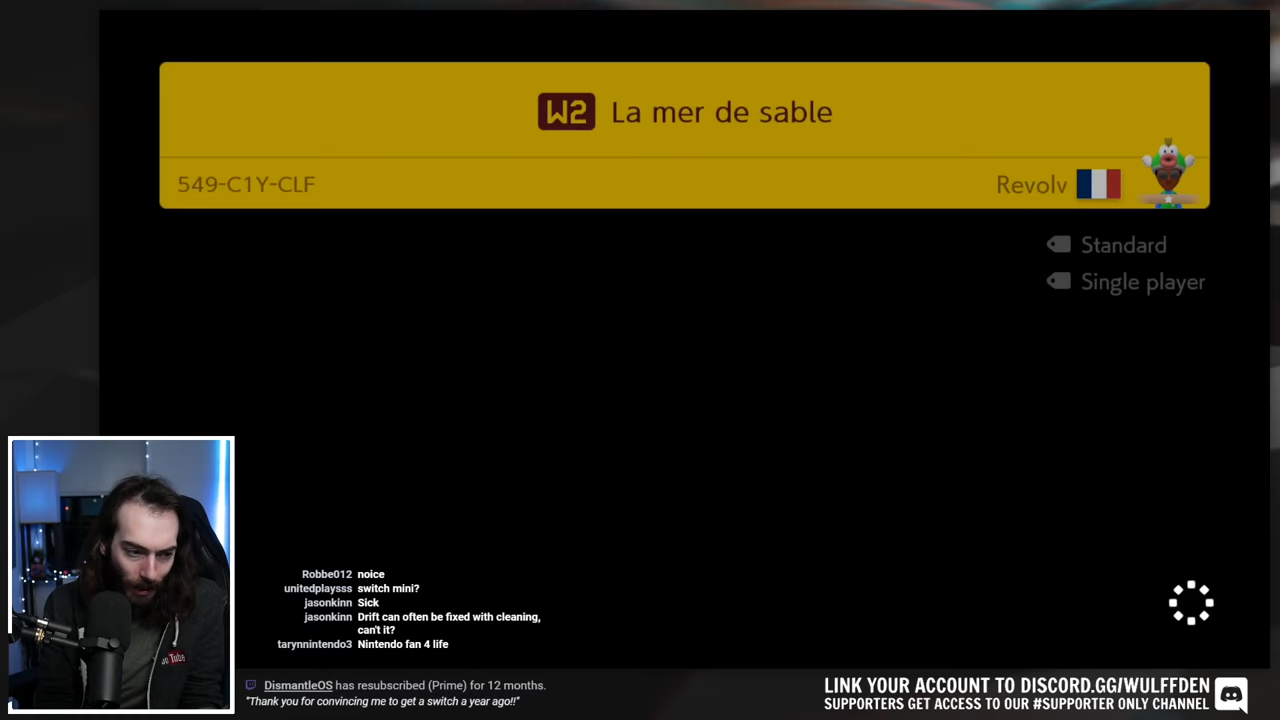 W2 La mer de sable
549-C1Y-CLF
Revolv
Standard
Single player
Robbe012 noice
unitedplaysss switch mini?
jasonkinn Sick
jasonkinn Drift can often be fixed with cleaning,
can't it?
tarynnintendo3 Nintendo fan 4 life
DismantleOS has resubscribed (Prime) for 12 months.
"Thank you for convincing me to get a switch a year ago!!"
LINK YOUR ACCOUNT TO DISCORD.GG/WULFFDEN
SUPPORTERS GET ACCESS TO OUR #SUPPORTER ONLY CHANNEL